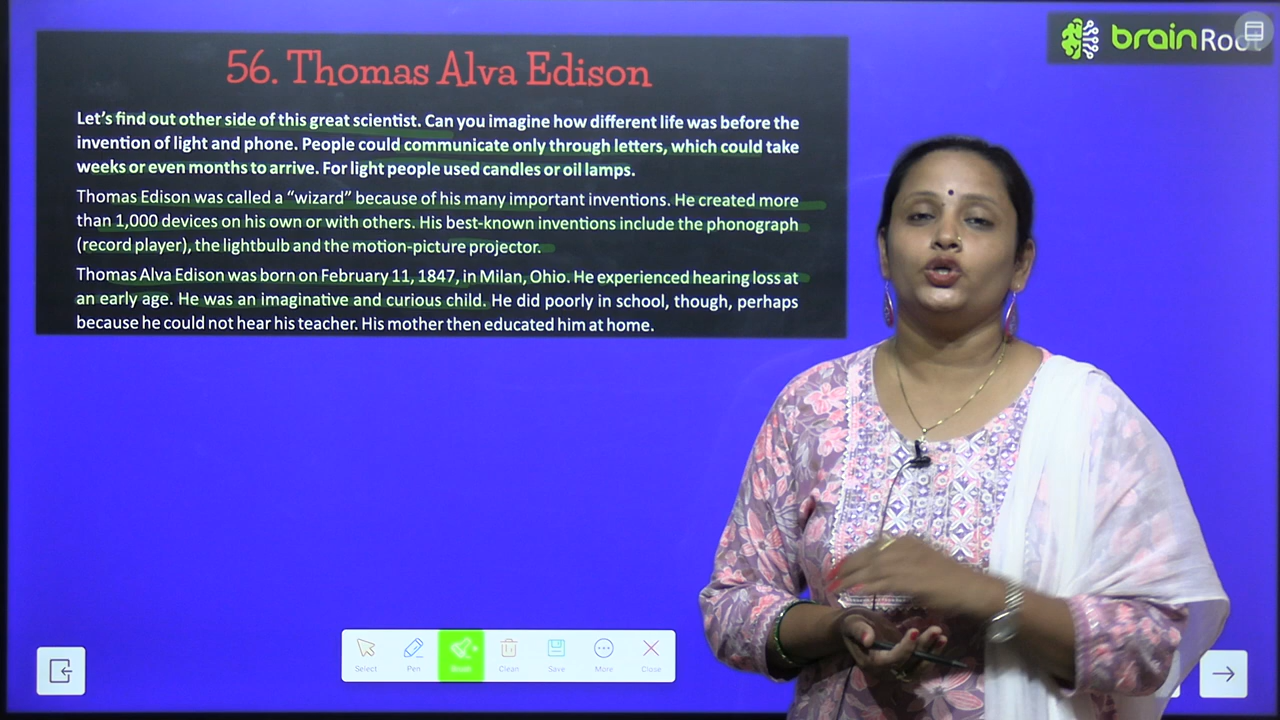 56. Thomas Alva Edison
Let's find out other side of this great scientist. Can you imagine how different life was before the
invention of light and phone. People could communicate only through letters, which could take
weeks or even months to arrive. For light people used candles or oil lamps.
Thomas Edison was called a “wizard” because of his many important inventions. He created more
than 1,000 devices on his own or with others. His best-known inventions include the phonograph
(record player), the lightbulb and the motion-picture projector.
Thomas Alva Edison was born on February 11, 1847, in Milan, Ohio. He experienced hearing loss at
an early age. He was an imaginative and curious child. He did poorly in school, though, perhaps
because he could not hear his teacher. His mother then educated him at home.
brainRoot
Select Pen Clean Save More Close